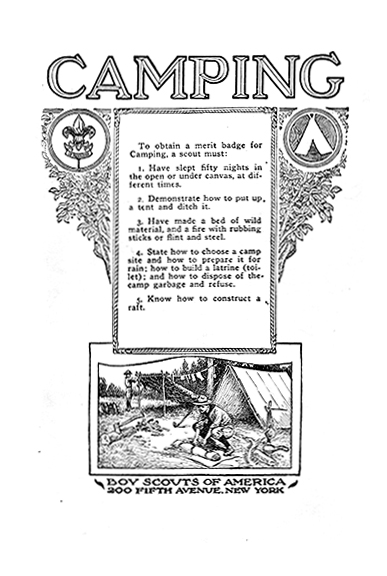 CAMPING
To obtain a merit badge for
Camping, a scout must:
1. Have slept fifty nights in
the open or under canvas, at dif-
ferent times.
2. Demonstrate how to put up
a tent and ditch it.
3. Have made a bed of wild
material, and a fire with rubbing
sticks or flint and steel.
4. State how to choose a camp
site and how to prepare it for
rain; how to build a latrine (toi-
let); and how to dispose of the
camp garbage and refuse.
5. Know how to construct a
raft.
BOY SCOUTS OF AMERICA
200 FIFTH AVENUE, NEW YORK